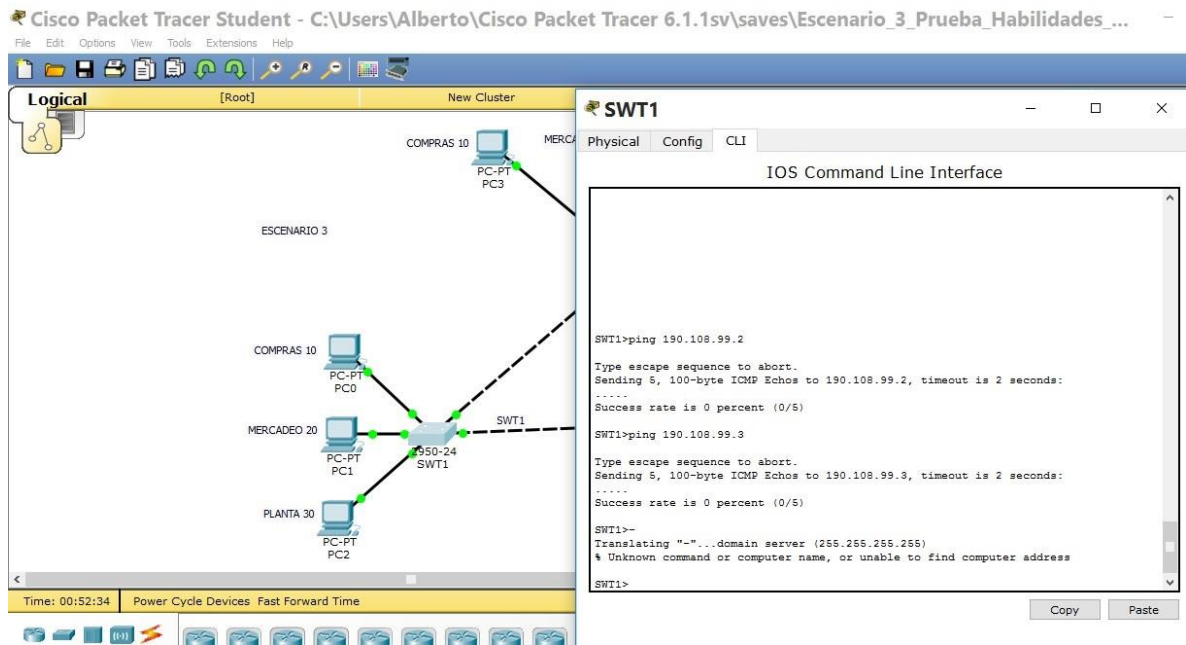 Cisco Packet Tracer Student - C:\Users\Alberto\Cisco Packet Tracer 6.1.1sv\saves\Escenario_3_Prueba_Habilidades_...
File Edit Options View Tools Extensions Help
Logical
[Root]
New Cluster
COMPRAS 10
MERCA
PC-PT
PC3
ESCENARIO 3
COMPRAS 10
PC-PT
PC0
MERCADEO 20
PC-PT
PC1
SWT1
2950-24
SWT1
PLANTA 30
PC-PT
PC2
Time: 00:52:34
Power Cycle Devices Fast Forward Time
SWT1
Physical Config CLI
IOS Command Line Interface
SWT1>ping 190.108.99.2
Type escape sequence to abort.
Sending 5, 100-byte ICMP Echos to 190.108.99.2, timeout is 2 seconds:
.....
Success rate is 0 percent (0/5)
SWT1>ping 190.108.99.3
Type escape sequence to abort.
Sending 5, 100-byte ICMP Echos to 190.108.99.3, timeout is 2 seconds:
.....
Success rate is 0 percent (0/5)
SWT1>-
Translating "-"...domain server (255.255.255.255)
% Unknown command or computer name, or unable to find computer address
SWT1>
Copy
Paste